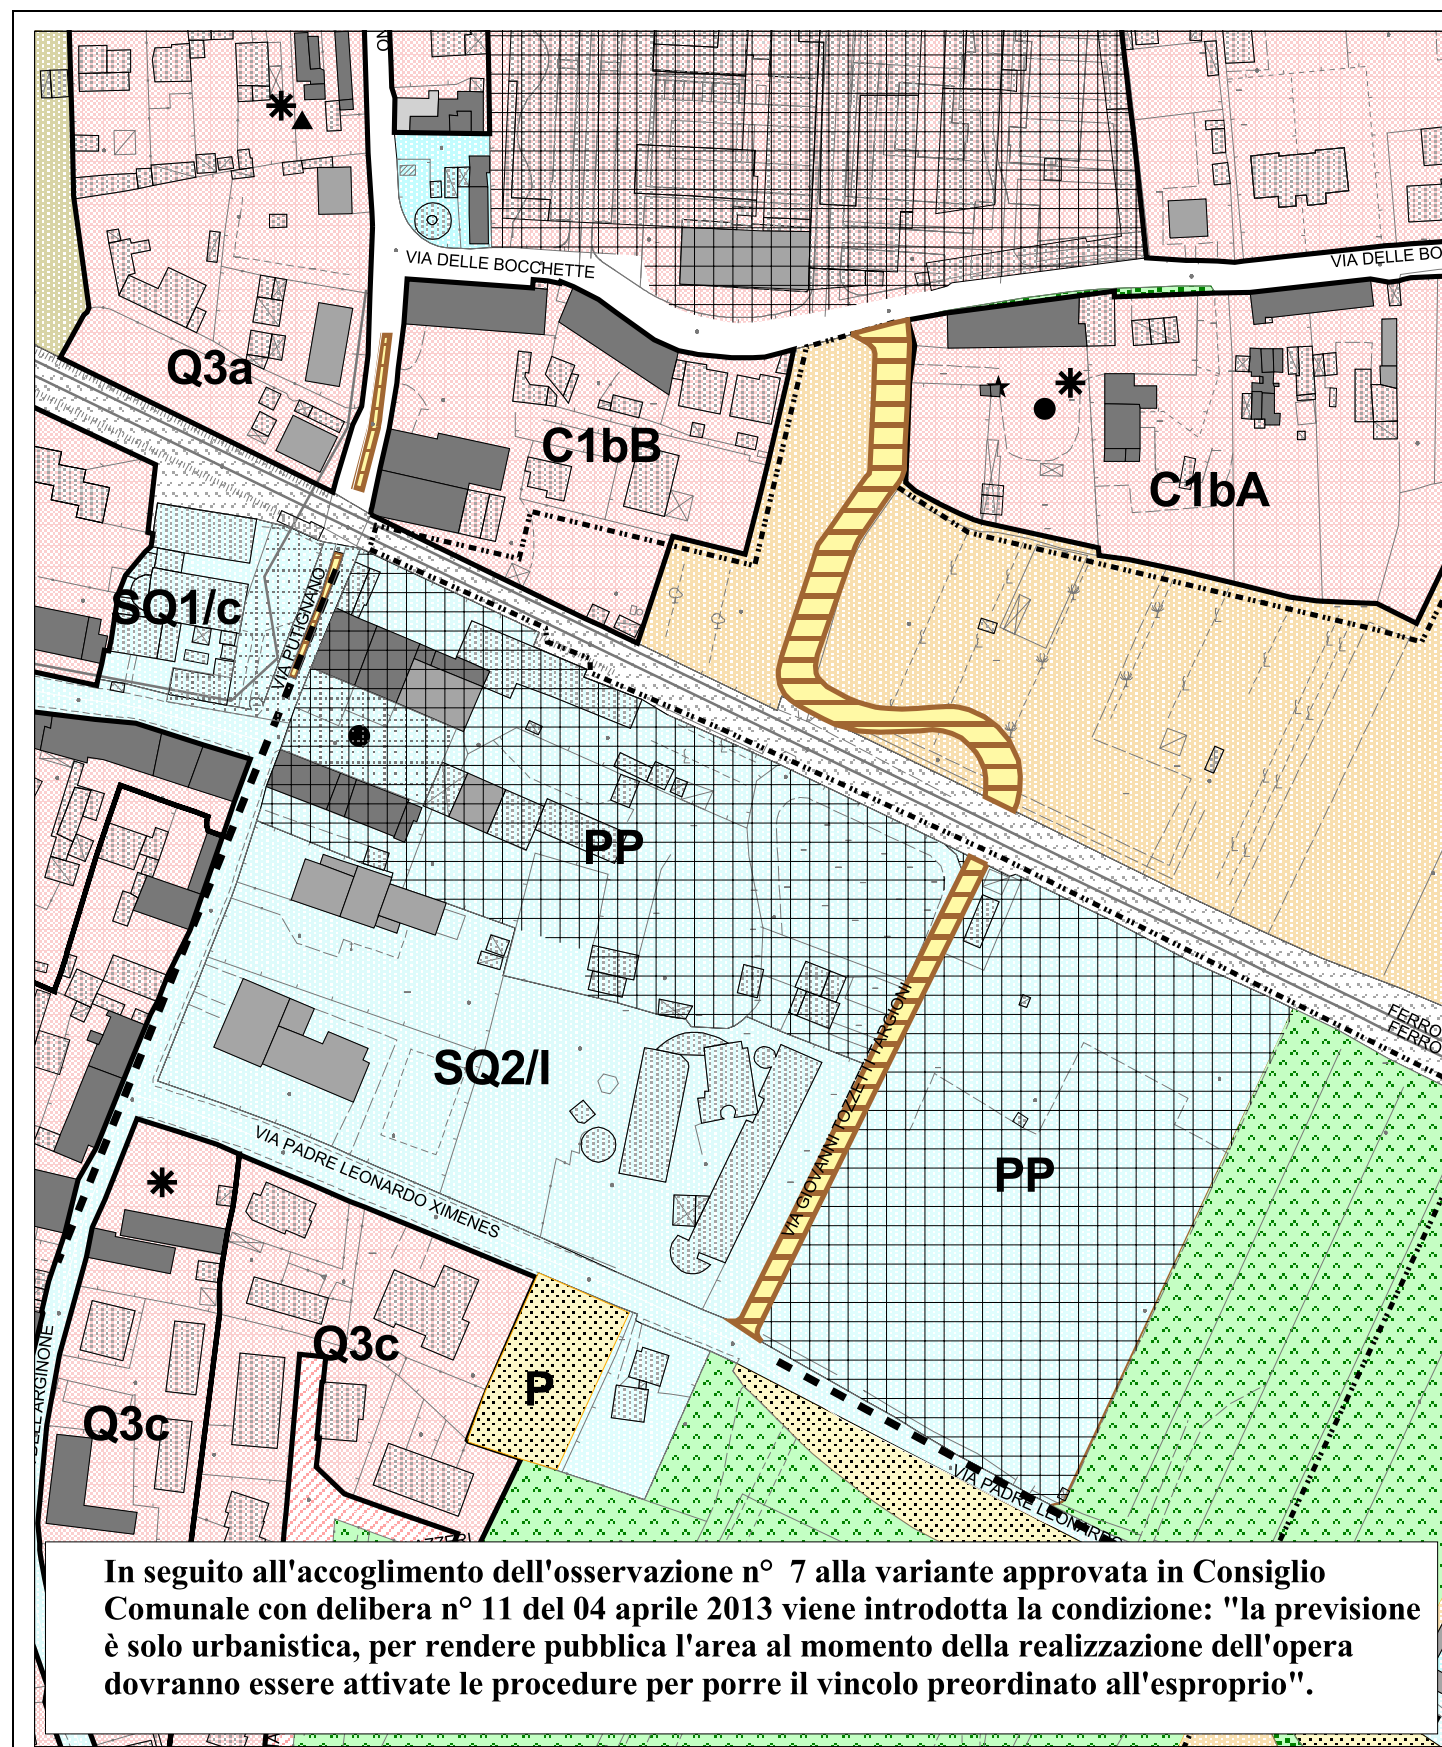 NO
VIA DELLE BOCCHETTE
VIA DELLE BO
Q3a
C1bB
C1bA
SQ1/c
VIA PUTIGNANO
PP
FERRO
FERRO
SQ2/I
VIA GIOVANNI TOZZETTI TARGIONI
PP
VIA PADRE LEONARDO XIMENES
Q3c
P
Q3c
DELL'ARGINONE
VIA PADRE LEONARDO
In seguito all'accoglimento dell'osservazione n° 7 alla variante approvata in Consiglio
Comunale con delibera n° 11 del 04 aprile 2013 viene introdotta la condizione: "la previsione
è solo urbanistica, per rendere pubblica l'area al momento della realizzazione dell'opera
dovranno essere attivate le procedure per porre il vincolo preordinato all'esproprio".